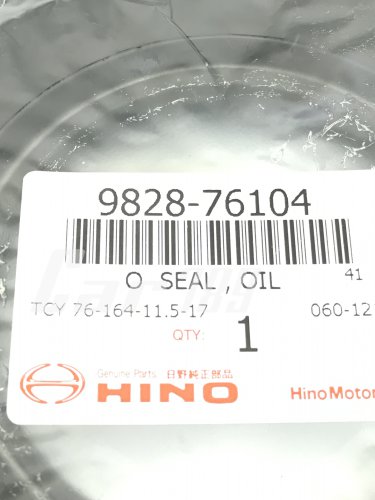 9828-76104
O SEAL , OIL 41
TCY 76-164-11.5-17 060-12
QTY: 1
Genuine Parts 日野純正部品
HINO HinoMotor